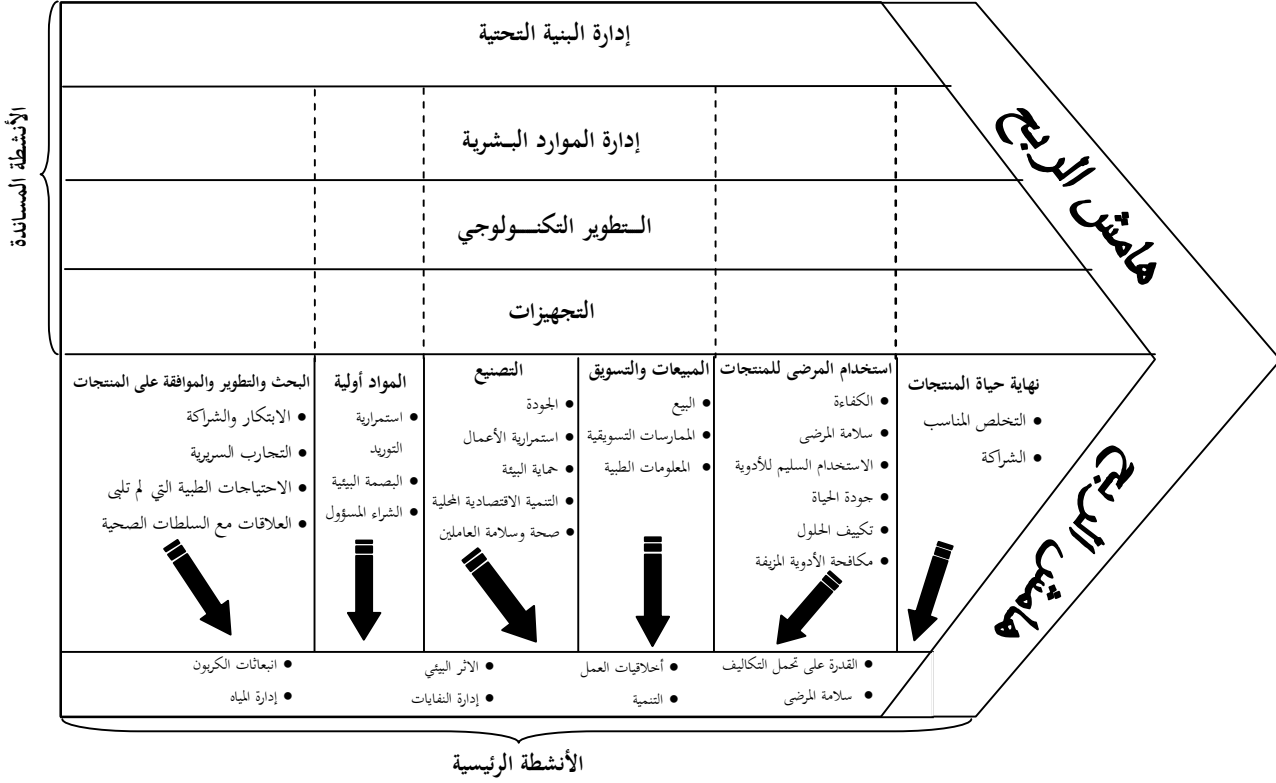 إدارة البنية التحتية
إدارة الموارد البـشرية
الـتطوير التكنـولوجي
التجهيزات
الأنشطة المساندة
هامش الربح
هامش الربح
البحث والتطوير والموافقة على المنتجات
● الابتكار والشراكة
● التجارب السريرية
● الاحتياجات الطبية التي لم تلبى
● العلاقات مع السلطات الصحية
المواد أولية
● استمرارية
التوريد
● البصمة البيئية
● الشراء المسؤول
التصنيع
● الجودة
● استمرارية الأعمال
● حماية البيئة
● التنمية الاقتصادية المحلية
● صحة وسلامة العاملين
المبيعات والتسويق
● البيع
● الممارسات التسويقية
● المعلومات الطبية
استخدام المرضى للمنتجات
● الكفاءة
● سلامة المرضى
● الاستخدام السليم للأدوية
● جودة الحياة
● تكييف الحلول
● مكافحة الأدوية المزيفة
نهاية حياة المنتجات
● التخلص المناسب
● الشراكة
● انبعاثات الكربون
● إدارة المياه
● الاثر البيئي
● إدارة النفايات
● أخلاقيات العمل
● التنمية
● القدرة على تحمل التكاليف
● سلامة المرضى
الأنشطة الرئيسية